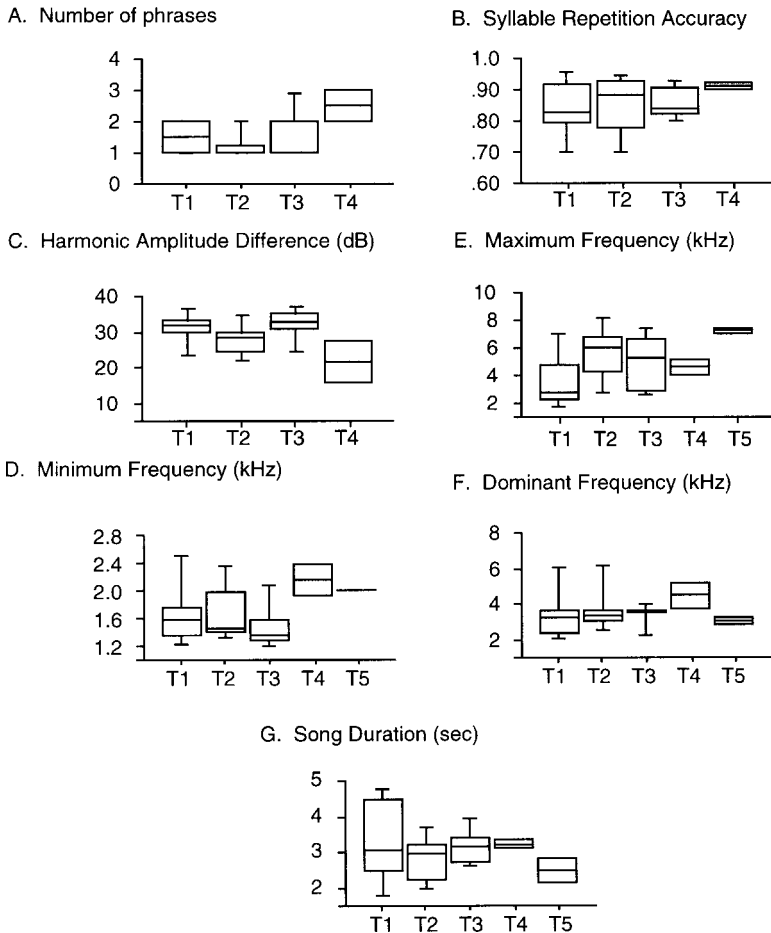 A. Number of phrases
4
3
2
1
0
T1 T2 T3 T4
B. Syllable Repetition Accuracy
1.0
.90
.80
.70
.60
T1 T2 T3 T4
C. Harmonic Amplitude Difference (dB)
40
30
20
10
T1 T2 T3 T4
E. Maximum Frequency (kHz)
10
8
6
4
2
T1 T2 T3 T4 T5
D. Minimum Frequency (kHz)
2.8
2.4
2.0
1.6
1.2
T1 T2 T3 T4 T5
F. Dominant Frequency (kHz)
8
6
4
2
T1 T2 T3 T4 T5
G. Song Duration (sec)
5
4
3
2
T1 T2 T3 T4 T5